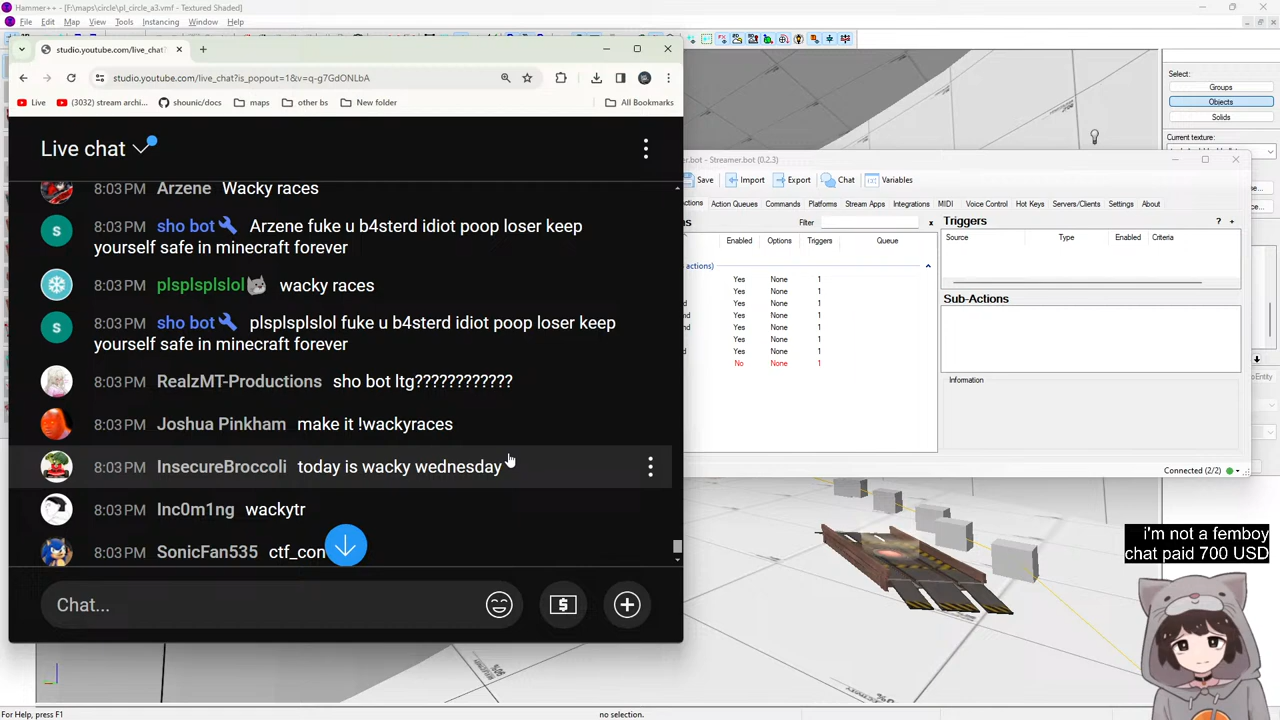 Hammer++ - [F:\maps\circle\pl_circle_a3.vmf - Textured Shaded]
File Edit Map View Tools Instancing Window Help
studio.youtube.com/live_chat?
studio.youtube.com/live_chat?is_popout=1&v=q-g7GdONLbA
Live (3032) stream archi... shounic/docs maps other bs New folder All Bookmarks
Live chat
Arzene Wacky races
8:03 PM sho bot Arzene fuke u b4sterd idiot poop loser keep
yourself safe in minecraft forever
8:03 PM plsplsplslol wacky races
8:03 PM sho bot plsplsplslol fuke u b4sterd idiot poop loser keep
yourself safe in minecraft forever
8:03 PM RealzMT-Productions sho bot ltg????????????
8:03 PM Joshua Pinkham make it !wackyraces
8:03 PM InsecureBroccoli today is wacky wednesday
8:03 PM Inc0m1ng wackytr
8:03 PM SonicFan535 ctf_con
Chat...
Select:
Groups
Objects
Solids
Current texture:
er.bot - Streamer.bot (0.2.3)
Save Import Export Chat Variables
Action Queues Commands Platforms Stream Apps Integrations MIDI Voice Control Hot Keys Servers/Clients Settings About
Filter x
Enabled Options Triggers Queue
actions)
Yes None 1
Yes None 1
Yes None 1
Yes None 1
Yes None 1
Yes None 1
Yes None 1
No None 1
Triggers ? +
Source Type Enabled Criteria
Sub-Actions
Information
Connected (2/2)
i'm not a femboy
chat paid 700 USD
For Help, press F1
no selection.